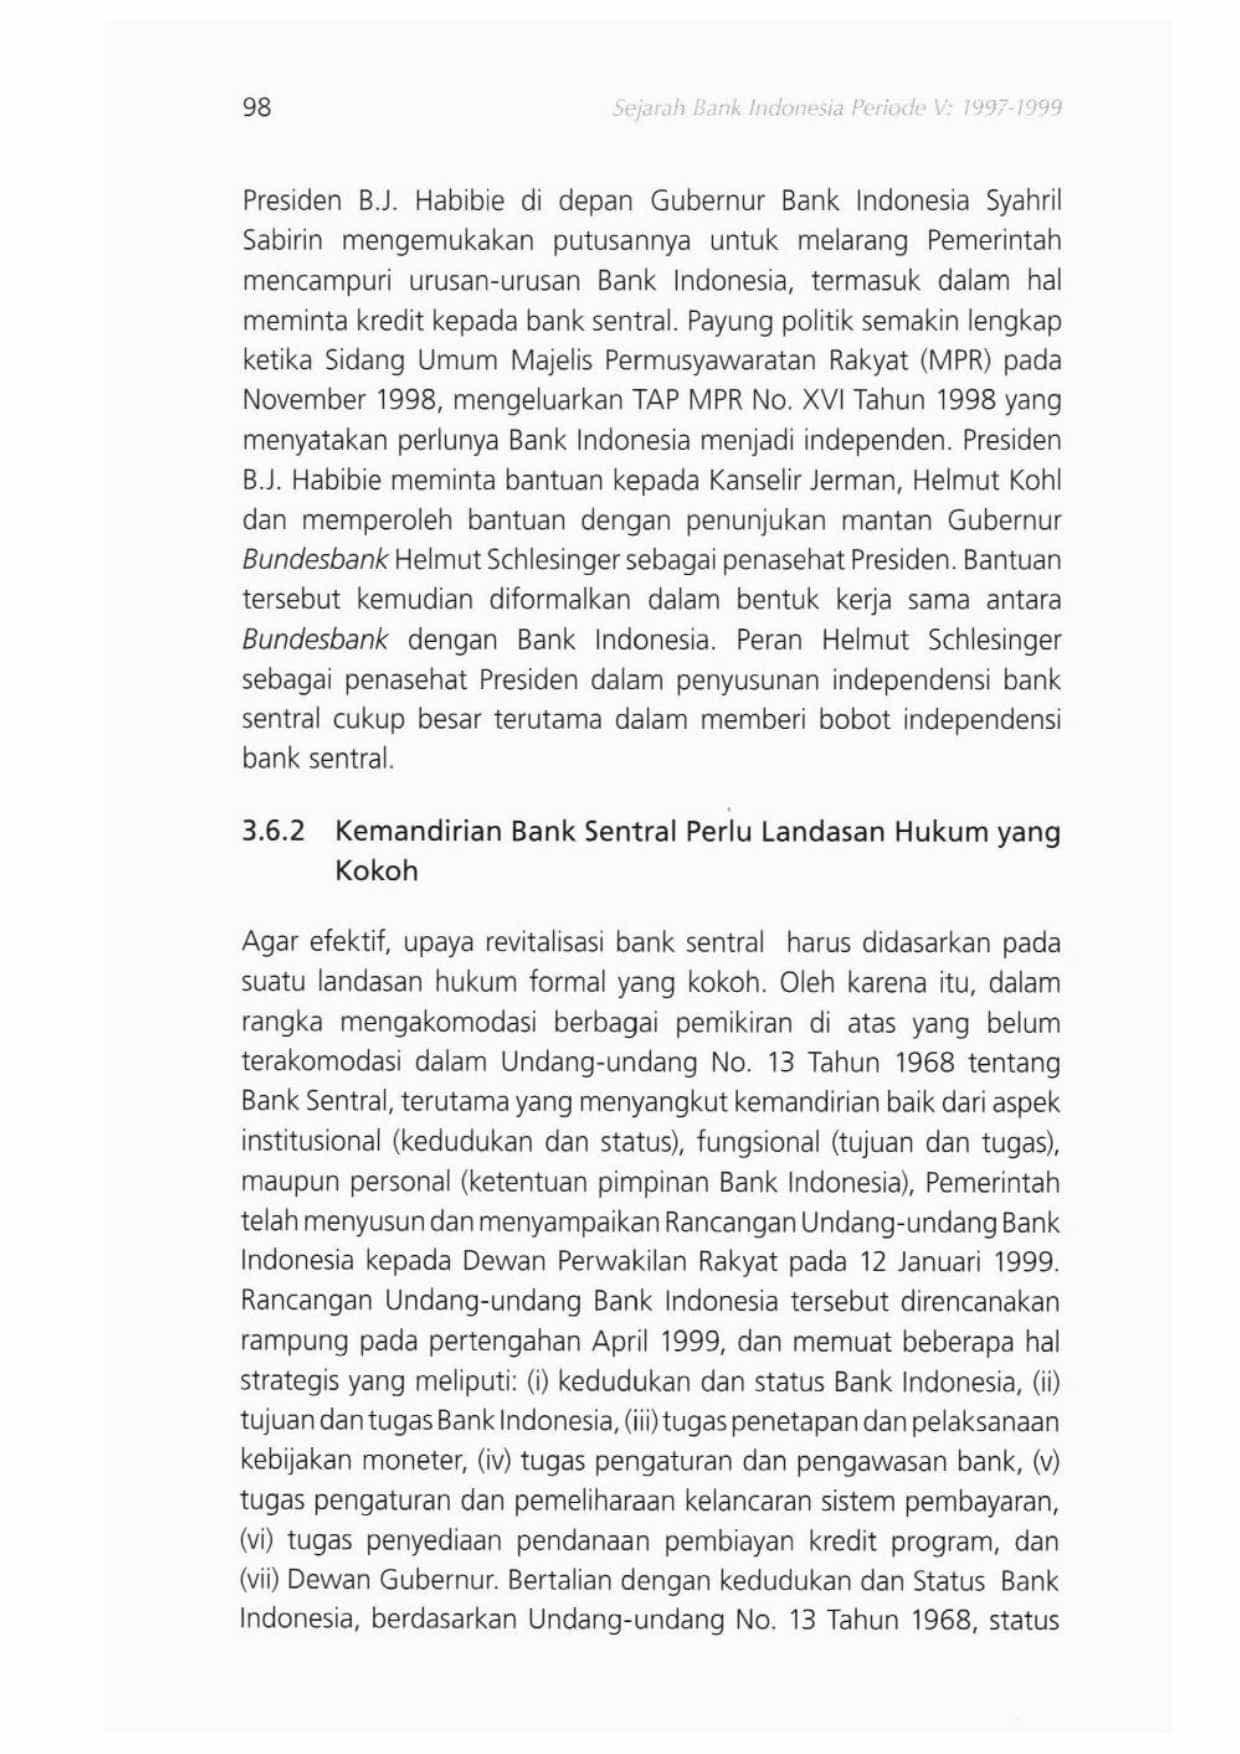 98
Sejarah Bank Indonesia Periode V: 1997-1999
Presiden B.J. Habibie di depan Gubernur Bank Indonesia Syahril
Sabirin mengemukakan putusannya untuk melarang Pemerintah
mencampuri urusan-urusan Bank Indonesia, termasuk dalam hal
meminta kredit kepada bank sentral. Payung politik semakin lengkap
ketika Sidang Umum Majelis Permusyawaratan Rakyat (MPR) pada
November 1998, mengeluarkan TAP MPR No. XVI Tahun 1998 yang
menyatakan perlunya Bank Indonesia menjadi independen. Presiden
B.J. Habibie meminta bantuan kepada Kanselir Jerman, Helmut Kohl
dan memperoleh bantuan dengan penunjukan mantan Gubernur
Bundesbank Helmut Schlesinger sebagai penasehat Presiden. Bantuan
tersebut kemudian diformalkan dalam bentuk kerja sama antara
Bundesbank dengan Bank Indonesia. Peran Helmut Schlesinger
sebagai penasehat Presiden dalam penyusunan independensi bank
sentral cukup besar terutama dalam memberi bobot independensi
bank sentral.
3.6.2 Kemandirian Bank Sentral Perlu Landasan Hukum yang
Kokoh
Agar efektif, upaya revitalisasi bank sentral harus didasarkan pada
suatu landasan hukum formal yang kokoh. Oleh karena itu, dalam
rangka mengakomodasi berbagai pemikiran di atas yang belum
terakomodasi dalam Undang-undang No. 13 Tahun 1968 tentang
Bank Sentral, terutama yang menyangkut kemandirian baik dari aspek
institusional (kedudukan dan status), fungsional (tujuan dan tugas),
maupun personal (ketentuan pimpinan Bank Indonesia), Pemerintah
telah menyusun dan menyampaikan Rancangan Undang-undang Bank
Indonesia kepada Dewan Perwakilan Rakyat pada 12 Januari 1999.
Rancangan Undang-undang Bank Indonesia tersebut direncanakan
rampung pada pertengahan April 1999, dan memuat beberapa hal
strategis yang meliputi: (i) kedudukan dan status Bank Indonesia, (ii)
tujuan dan tugas Bank Indonesia, (iii) tugas penetapan dan pelaksanaan
kebijakan moneter, (iv) tugas pengaturan dan pengawasan bank, (v)
tugas pengaturan dan pemeliharaan kelancaran sistem pembayaran,
(vi) tugas penyediaan pendanaan pembiayan kredit program, dan
(vii) Dewan Gubernur. Bertalian dengan kedudukan dan Status Bank
Indonesia, berdasarkan Undang-undang No. 13 Tahun 1968, status